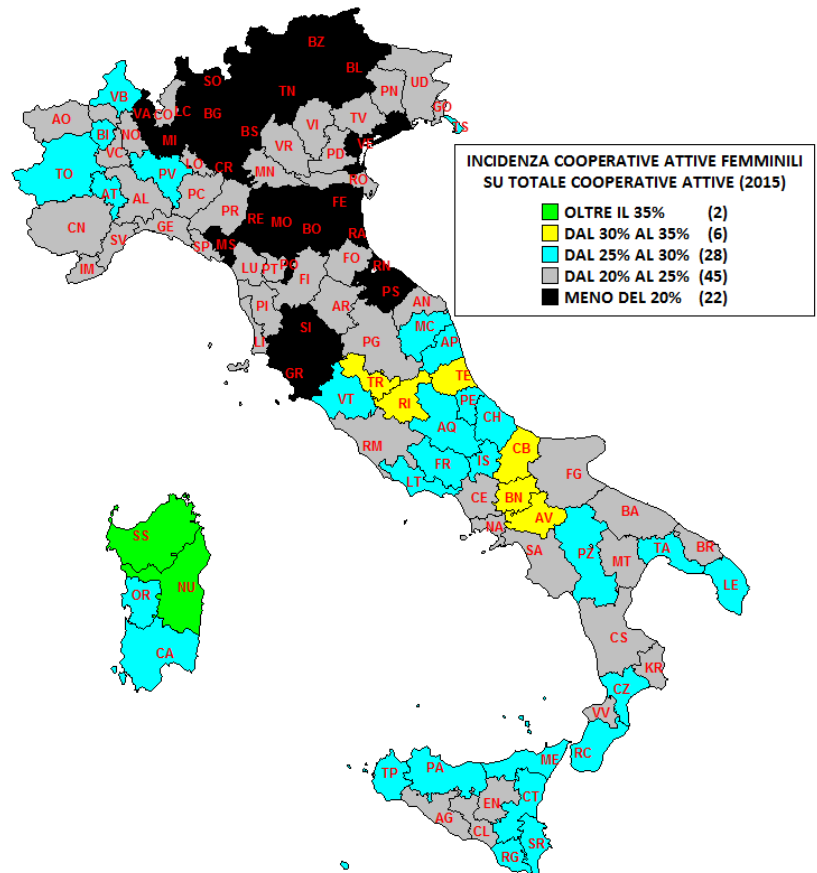 INCIDENZA COOPERATIVE ATTIVE FEMMINILI
SU TOTALE COOPERATIVE ATTIVE (2015)
OLTRE IL 35% (2)
DAL 30% AL 35% (6)
DAL 25% AL 30% (28)
DAL 20% AL 25% (45)
MENO DEL 20% (22)
BZ
BL
SO
TN
UD
PN
VB
VA
CO
LC
BG
GO
TS
AO
BI
NO
MI
BS
VR
VI
TV
VE
PD
VC
TO
PV
LO
CR
MN
RO
AT
AL
PC
PR
RE
MO
FE
BO
RA
CN
GE
SV
SP
MS
IM
LU
PT
PO
FI
FO
RN
PS
PI
AR
AN
MC
SI
LI
PG
AP
GR
TR
TE
VT
RI
PE
CH
AQ
RM
CB
FR
IS
FG
LT
CE
BN
AV
BA
NA
SA
PZ
MT
TA
BR
LE
SS
NU
OR
CA
CS
KR
CZ
VV
RC
ME
TP
PA
EN
CT
AG
CL
RG
SR